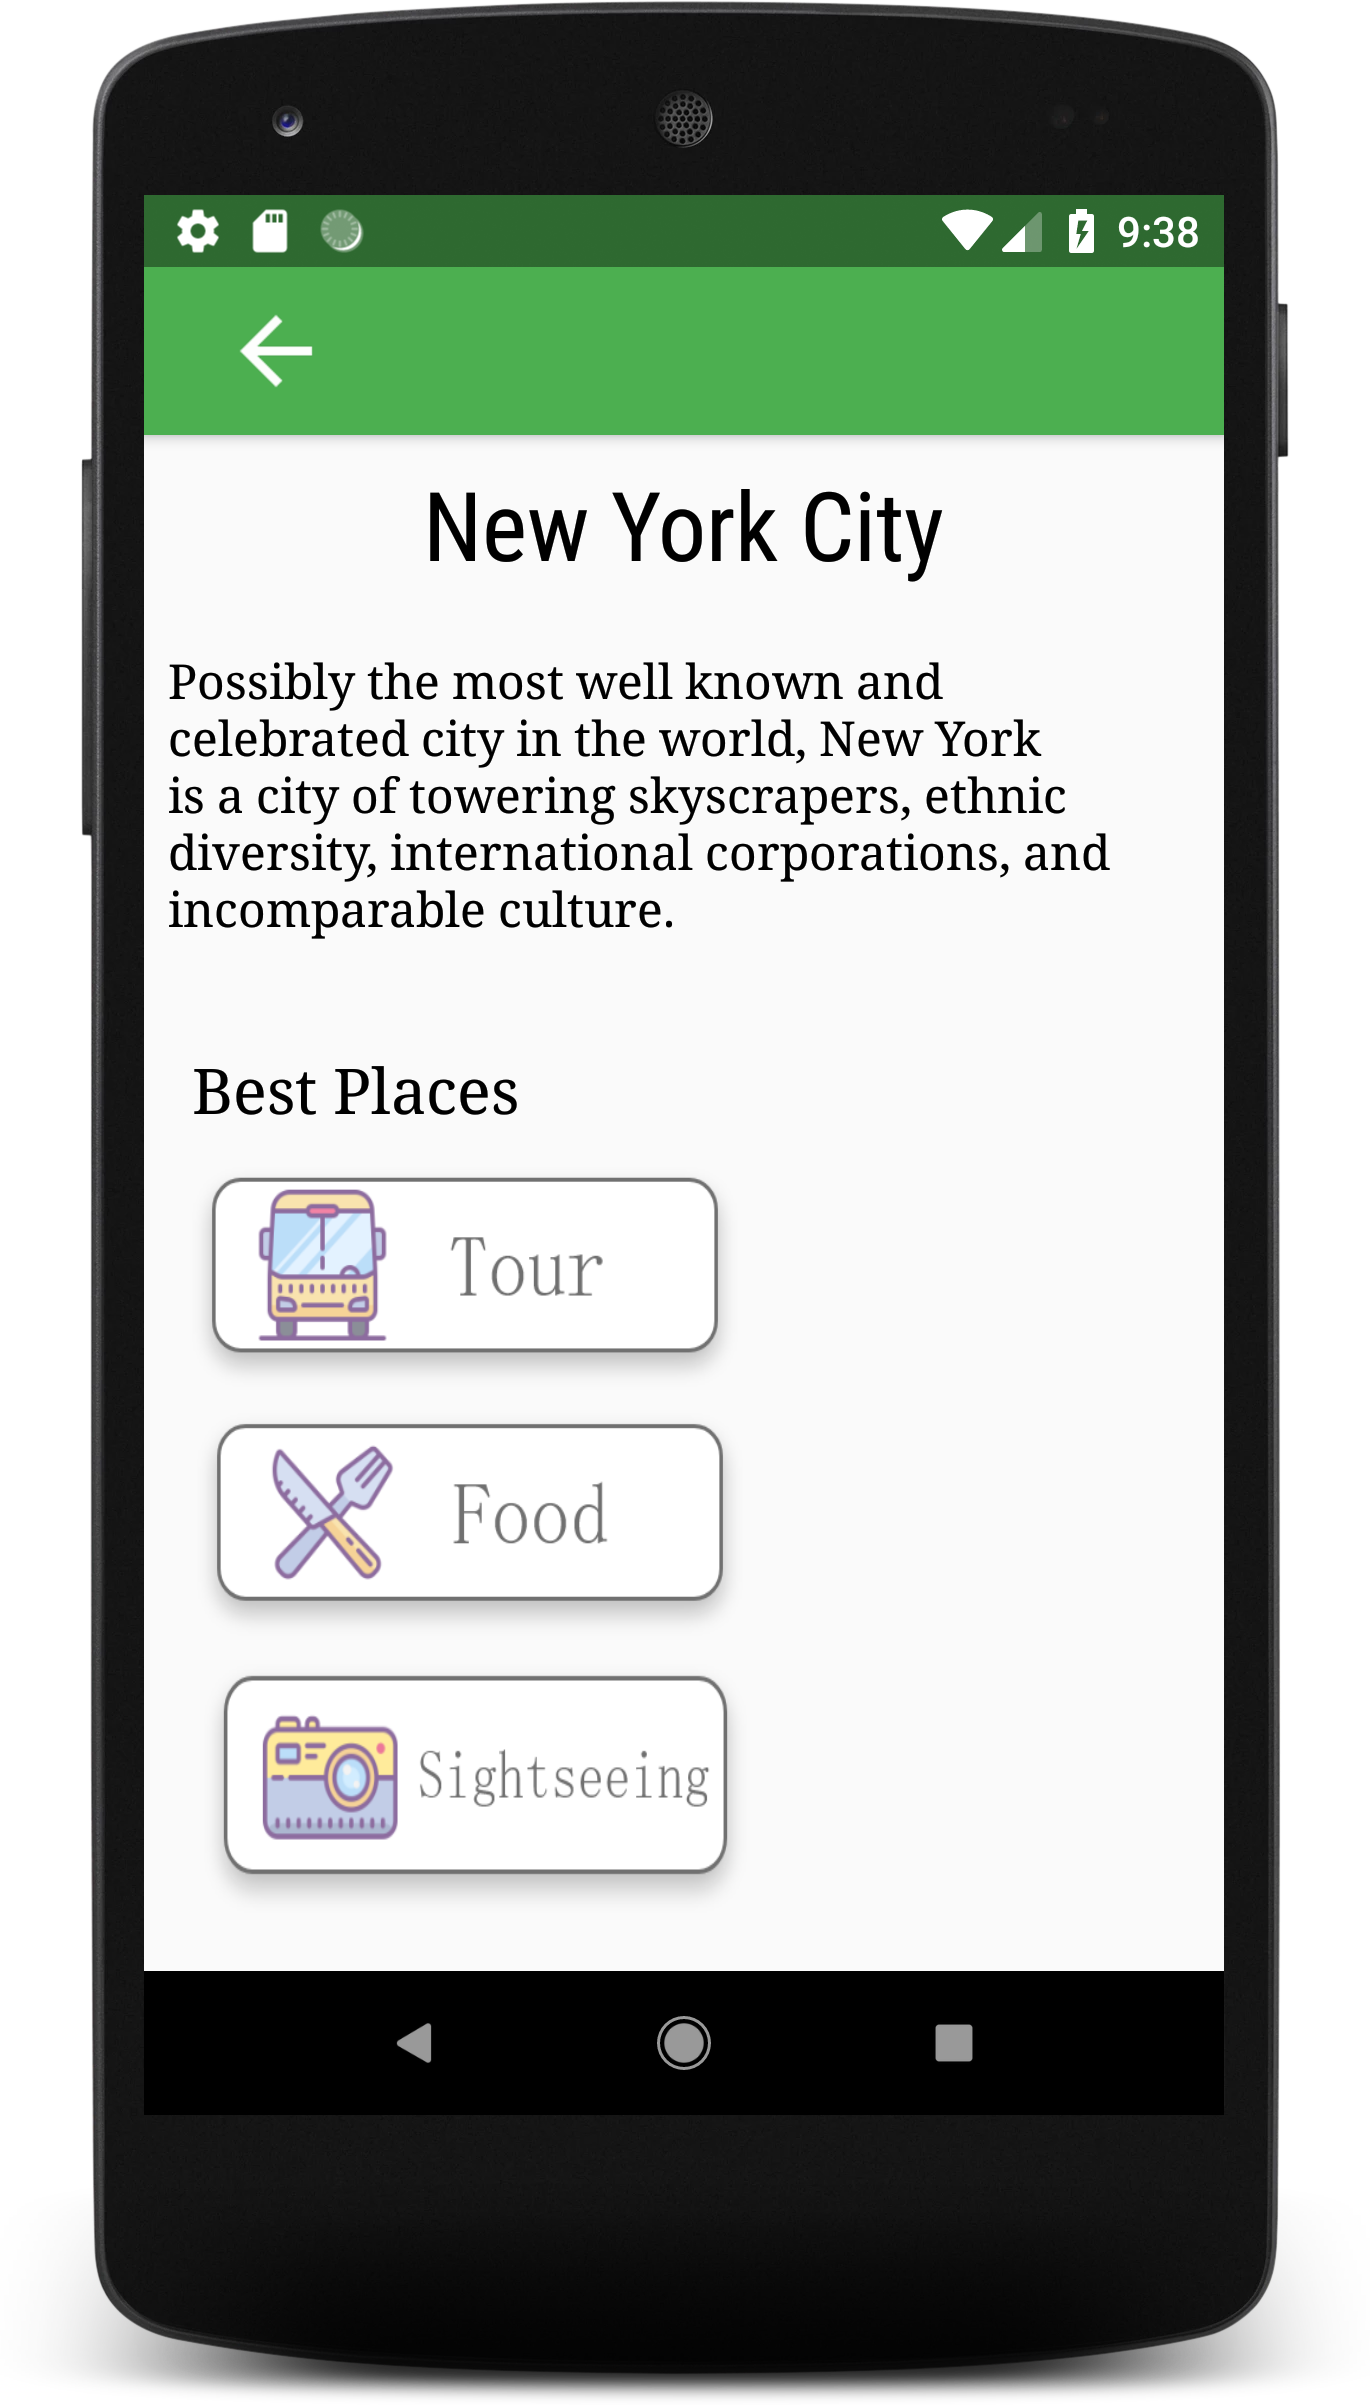 9:38
New York City
Possibly the most well known and
celebrated city in the world, New York
is a city of towering skyscrapers, ethnic
diversity, international corporations, and
incomparable culture.
Best Places
Tour
Food
Sightseeing